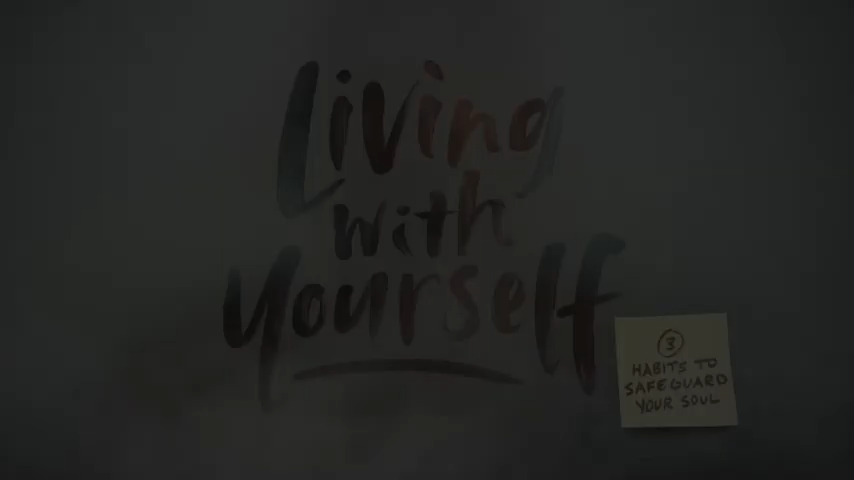 Living
with
Yourself
3
HABITS TO
SAFEGUARD
YOUR SOUL